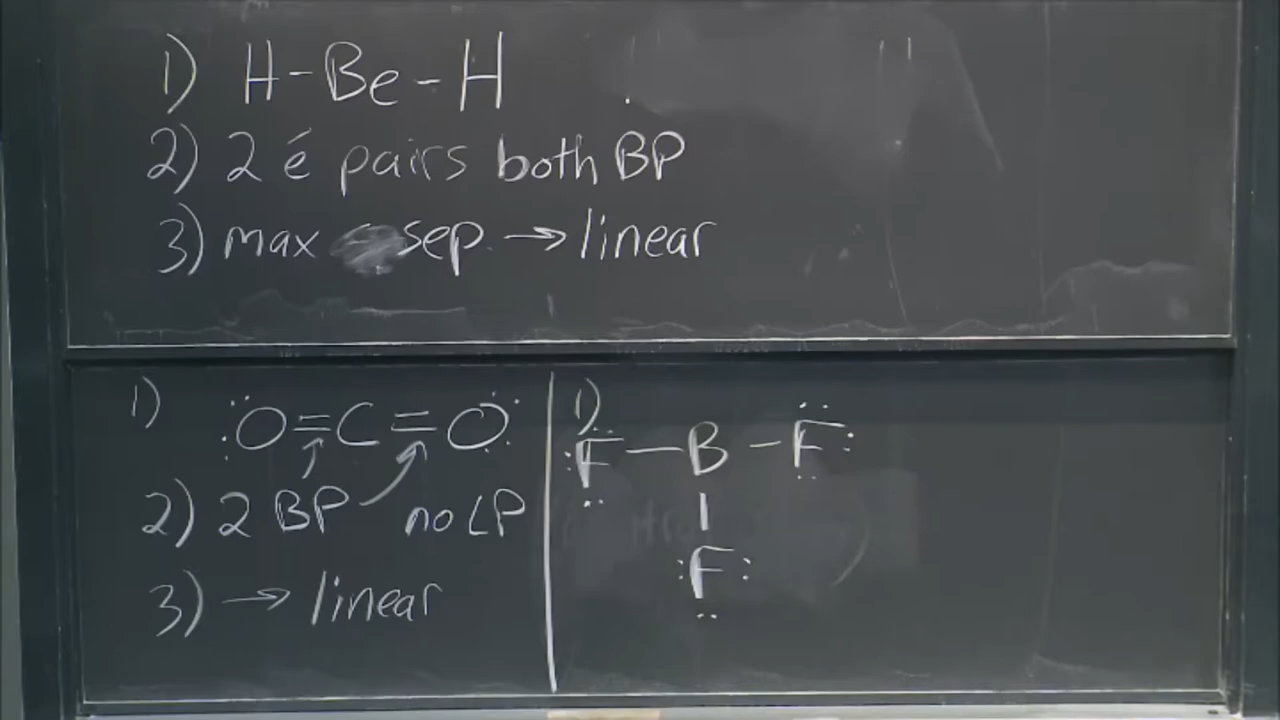 1) H-Be-H
2) 2 é pairs both BP
3) max sep. → linear
1) :Ö=C=Ö:
2) 2 BP no LP
3) → linear
1)
:F̈ — B - F̈:
|
:F: